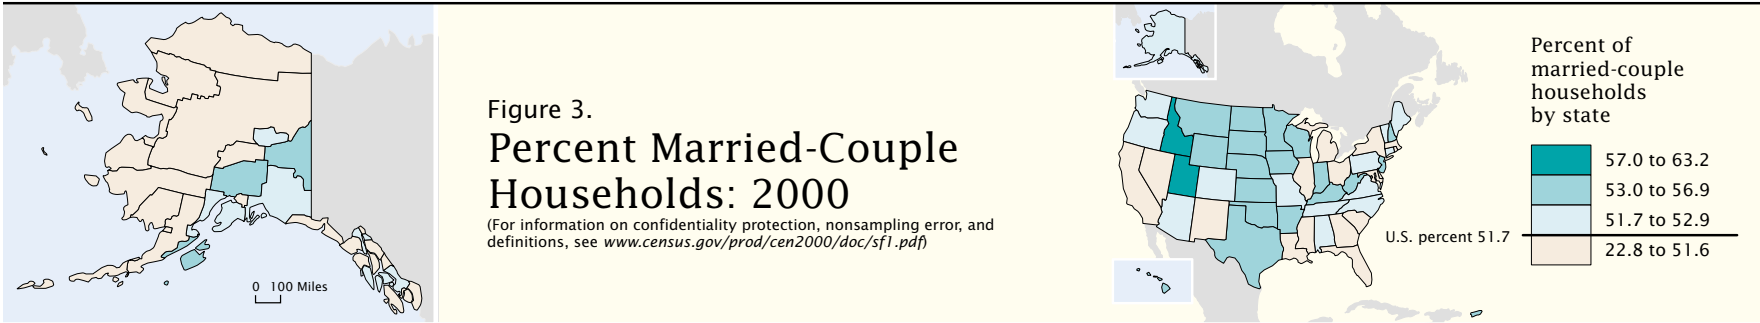 Figure 3.
Percent Married-Couple
Households: 2000
(For information on confidentiality protection, nonsampling error, and
definitions, see www.census.gov/prod/cen2000/doc/sf1.pdf)
0 100 Miles
Percent of
married-couple
households
by state
57.0 to 63.2
53.0 to 56.9
51.7 to 52.9
U.S. percent 51.7
22.8 to 51.6